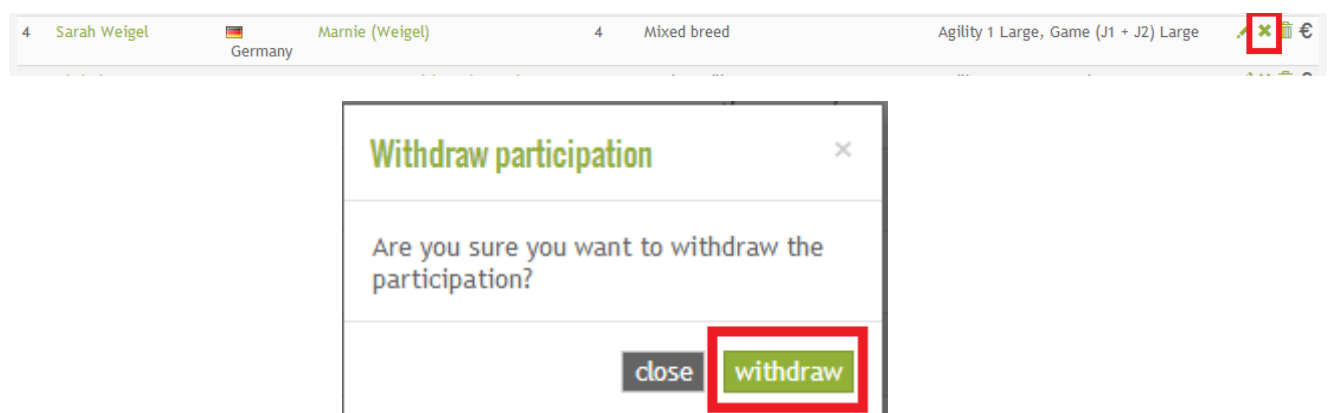 4 Sarah Weigel Germany Marnie (Weigel) 4 Mixed breed Agility 1 Large, Game (J1 + J2) Large €
Withdraw participation ×
Are you sure you want to withdraw the
participation?
close withdraw